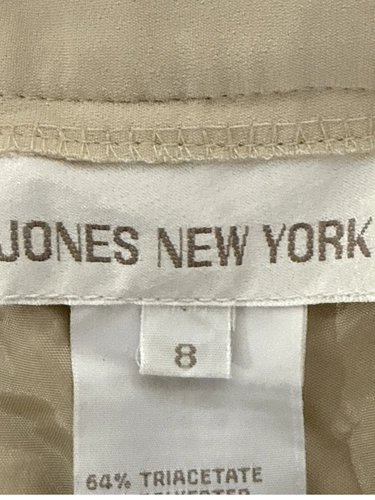 JONES NEW YORK
8
64% TRIACETATE